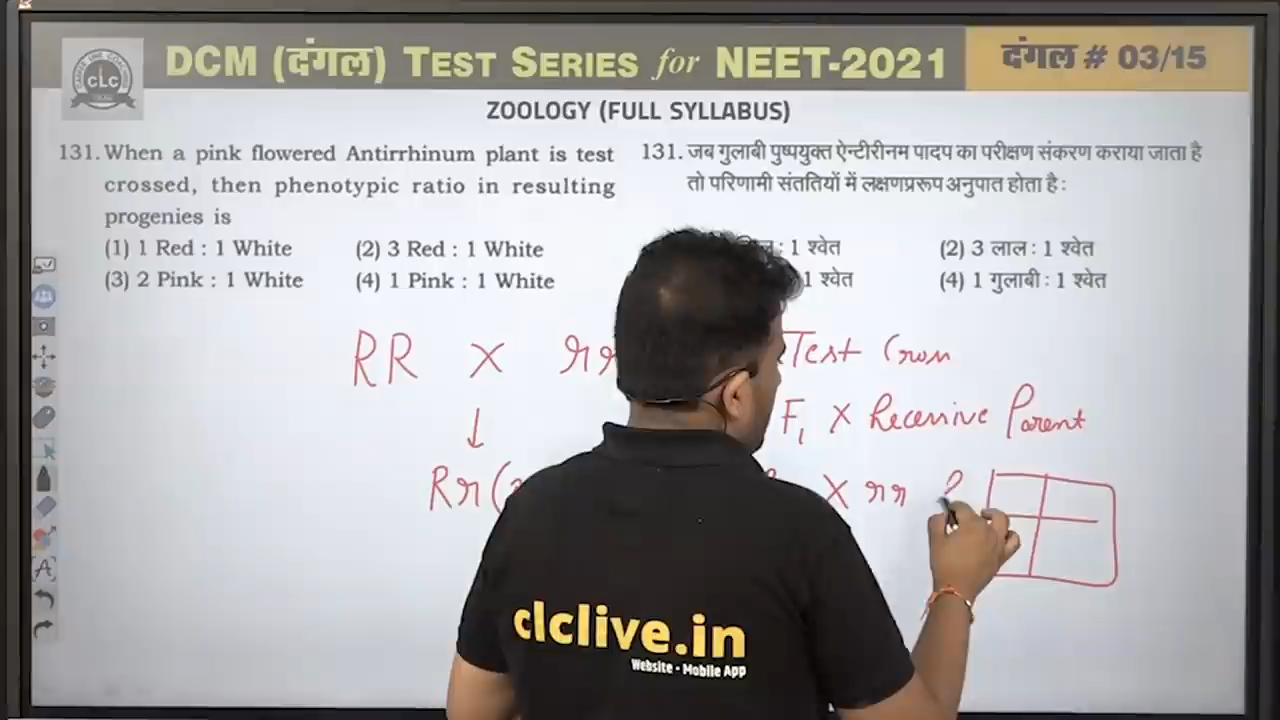 DCM (दंगल) TEST SERIES for NEET-2021
दंगल # 03/15
CLC
ZOOLOGY (FULL SYLLABUS)
131. When a pink flowered Antirrhinum plant is test
crossed, then phenotypic ratio in resulting
progenies is
(1) 1 Red : 1 White (2) 3 Red : 1 White
(3) 2 Pink : 1 White (4) 1 Pink : 1 White
131. जब गुलाबी पुष्पयुक्त ऐन्टीरीनम पादप का परीक्षण संकरण कराया जाता है
तो परिणामी संततियों में लक्षणप्ररूप अनुपात होता है :
: 1 श्वेत (2) 3 लाल : 1 श्वेत
1 श्वेत (4) 1 गुलाबी : 1 श्वेत
RR X rr
Rr (
Test Cross
F1 X Recessive Parent
X rr
clclive.in
Website • Mobile App